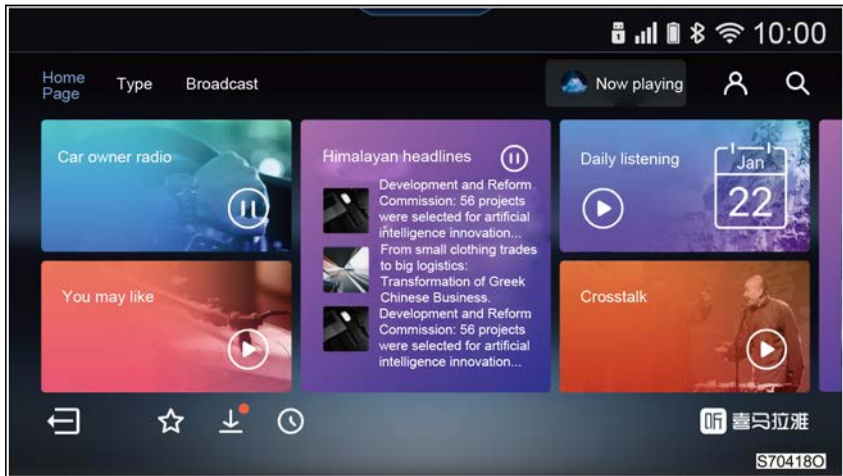 10:00
Home
Page
Type
Broadcast
Now playing
Car owner radio
Himalayan headlines
Development and Reform
Commission: 56 projects
were selected for artificial
intelligence innovation...
From small clothing trades
to big logistics:
Transformation of Greek
Chinese Business.
Development and Reform
Commission: 56 projects
were selected for artificial
intelligence innovation...
Daily listening
Jan
22
You may like
Crosstalk
听 喜马拉雅
S70418O